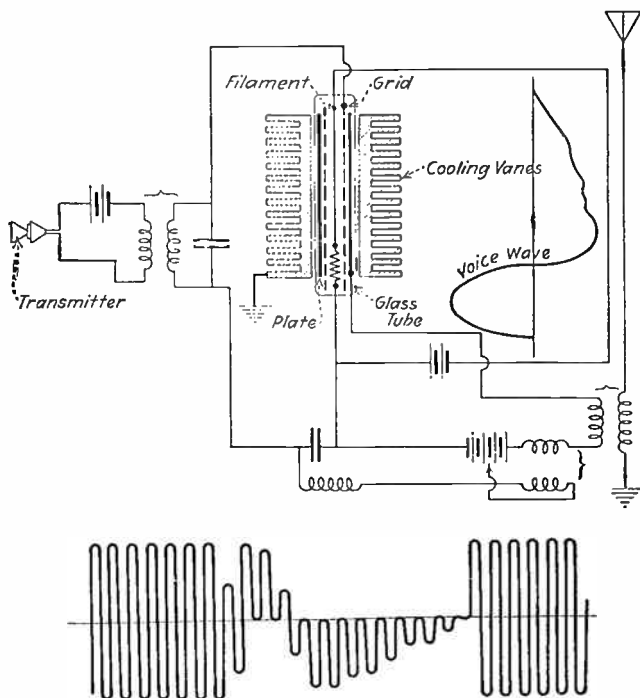 Filament
Grid
Cooling Vanes
Voice Wave
Transmitter
Plate
Glass
Tube